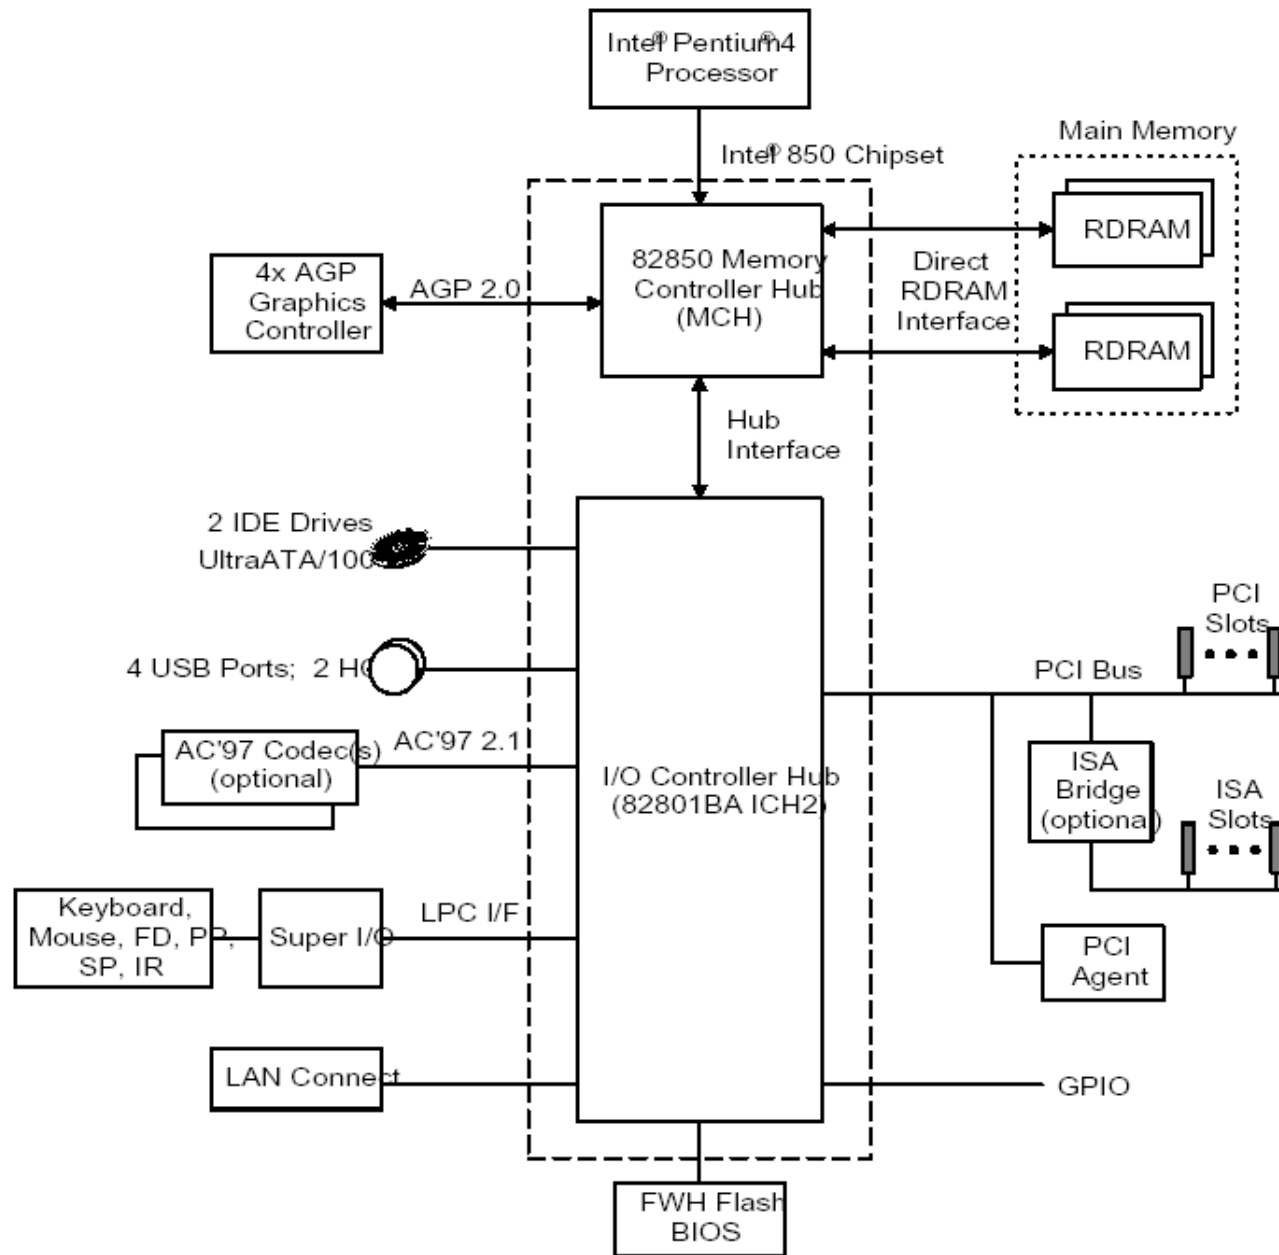 Intel® Pentium®4
Processor
Intel® 850 Chipset
Main Memory
RDRAM
RDRAM
Direct
RDRAM
Interface
82850 Memory
Controller Hub
(MCH)
4x AGP
Graphics
Controller
AGP 2.0
Hub
Interface
2 IDE Drives
UltraATA/100
4 USB Ports; 2 HC
AC'97 Codec(s)
(optional)
AC'97 2.1
I/O Controller Hub
(82801BA ICH2)
PCI Bus
PCI
Slots
ISA
Bridge
(optional)
ISA
Slots
Keyboard,
Mouse, FD, PP,
SP, IR
Super I/O
LPC I/F
PCI
Agent
LAN Connect
GPIO
FWH Flash
BIOS